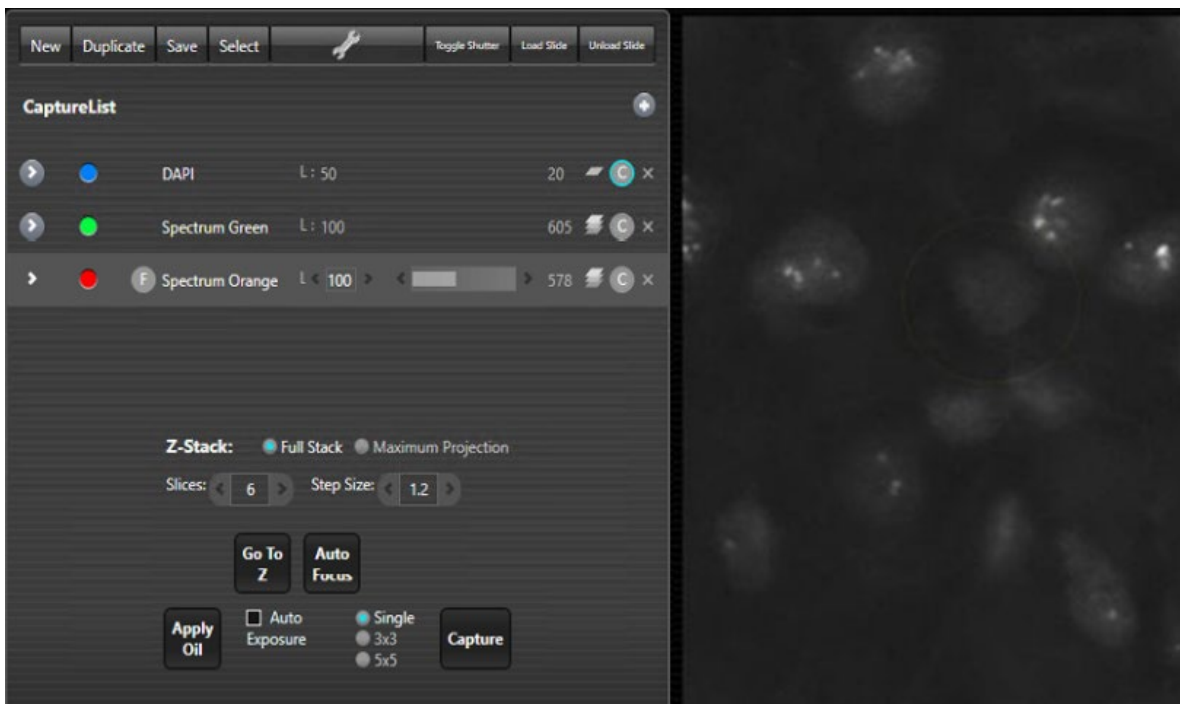 New Duplicate Save Select Toggle Shutter Load Slide Unload Slide
CaptureList
DAPI L: 50 20 C ×
Spectrum Green L: 100 605 C ×
F Spectrum Orange L 100 578 C ×
Z-Stack: Full Stack Maximum Projection
Slices: 6 Step Size: 1.2
Go To Z
Auto Focus
Apply Oil
Auto Exposure
Single
3x3
5x5
Capture